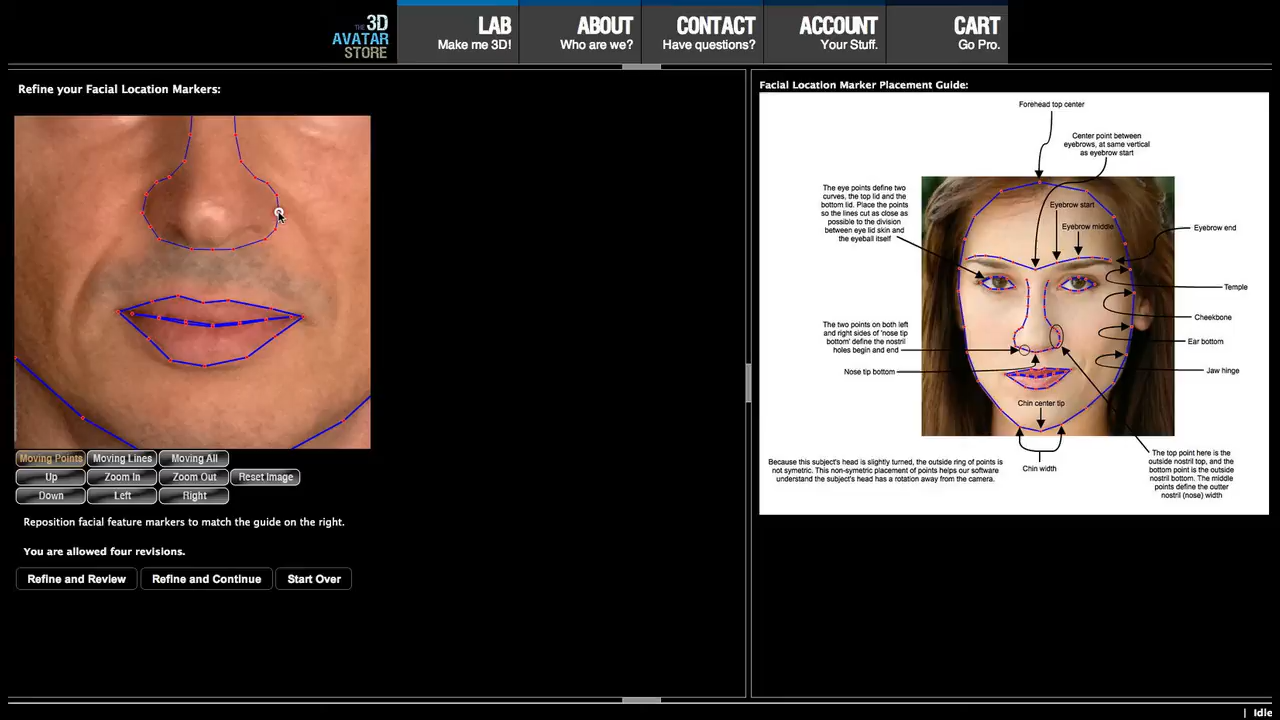 THE 3D
AVATAR
STORE
LAB
Make me 3D!
ABOUT
Who are we?
CONTACT
Have questions?
ACCOUNT
Your Stuff.
CART
Go Pro.
Refine your Facial Location Markers:
Moving Points
Moving Lines
Moving All
Up
Zoom In
Zoom Out
Reset Image
Down
Left
Right
Reposition facial feature markers to match the guide on the right.
You are allowed four revisions.
Refine and Review
Refine and Continue
Start Over
Facial Location Marker Placement Guide:
Forehead top center
Center point between
eyebrows, at same vertical
as eyebrow start
The eye points define two
curves, the top lid and the
bottom lid. Place the points
so the lines cut as close as
possible to the division
between eye lid skin and
the eyeball itself
Eyebrow start
Eyebrow middle
Eyebrow end
Temple
Cheekbone
Ear bottom
Jaw hinge
The two points on both left
and right sides of 'nose tip
bottom' define the nostril
holes begin and end
Nose tip bottom
Chin center tip
Chin width
Because this subject's head is slightly turned, the outside ring of points is
not symetric. This non-symetric placement of points helps our software
understand the subject's head has a rotation away from the camera.
The top point here is the
outside nostril top, and the
bottom point is the outside
nostril bottom. The middle
points define the outter
nostril (nose) width
| Idle